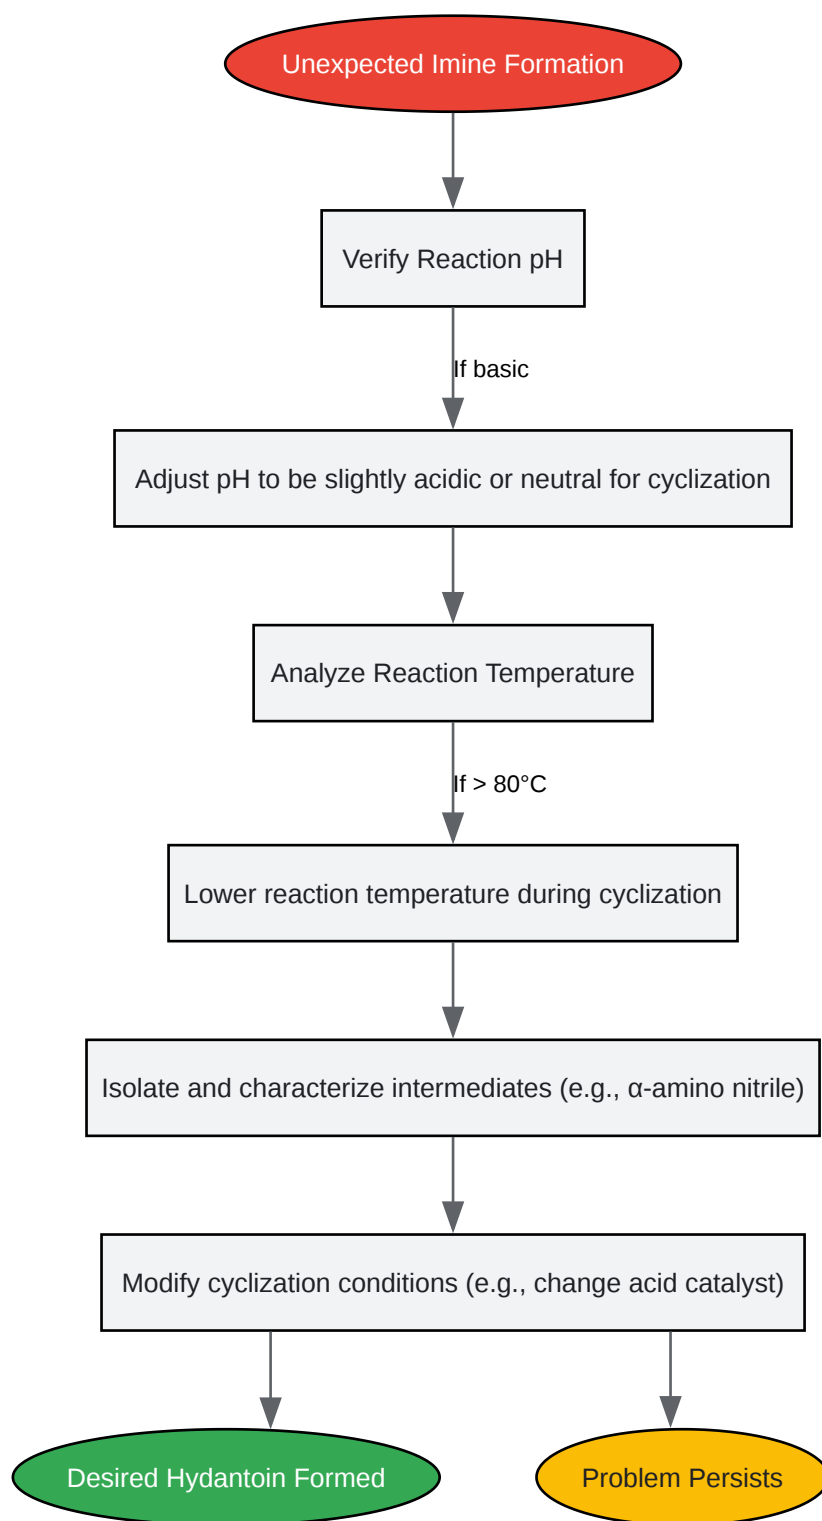 Unexpected Imine Formation
Verify Reaction pH
If basic
Adjust pH to be slightly acidic or neutral for cyclization
Analyze Reaction Temperature
If > 80°C
Lower reaction temperature during cyclization
Isolate and characterize intermediates (e.g., α-amino nitrile)
Modify cyclization conditions (e.g., change acid catalyst)
Desired Hydantoin Formed
Problem Persists